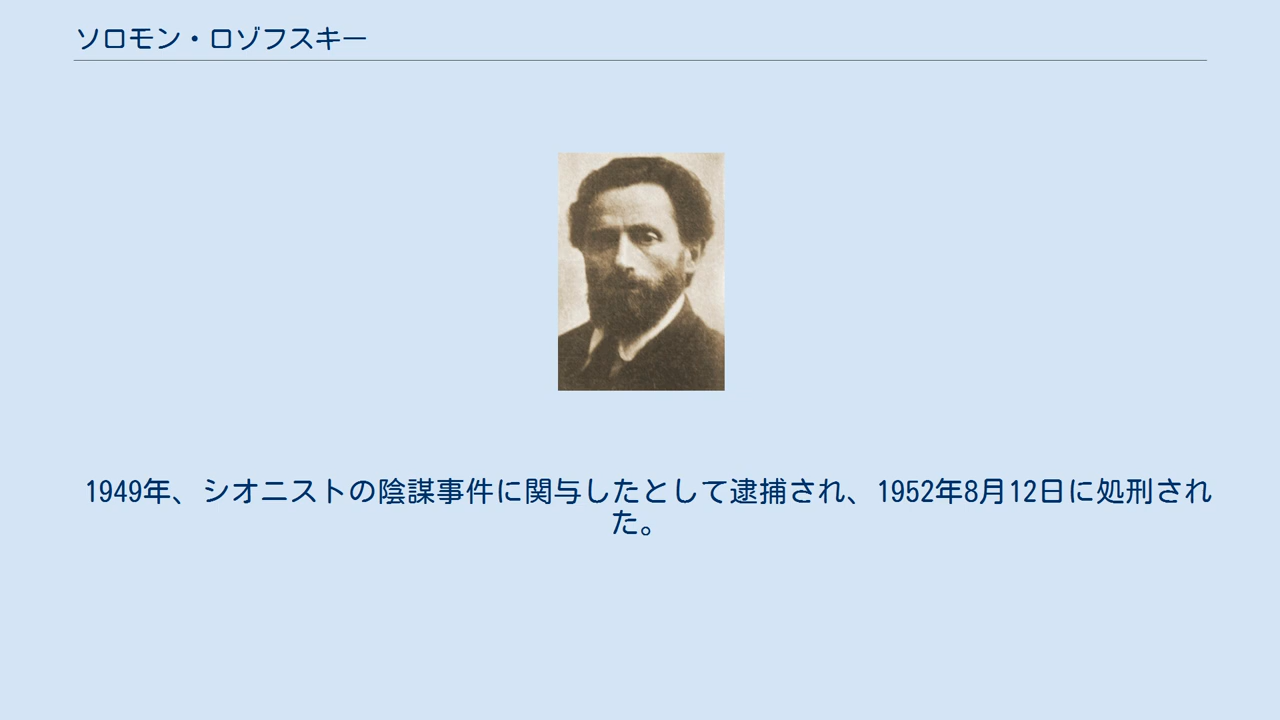 ソロモン・ロゾフスキー
1949年、シオニストの陰謀事件に関与したとして逮捕され、1952年8月12日に処刑され
た。